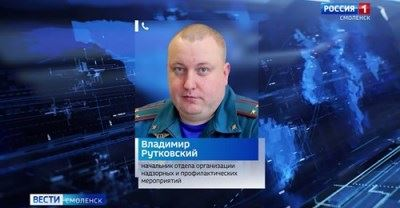 РОССИЯ 1
СМОЛЕНСК
Владимир
Рутковский
начальник отдела организации
надзорных и профилактических
мероприятий
ВЕСТИ СМОЛЕНСК